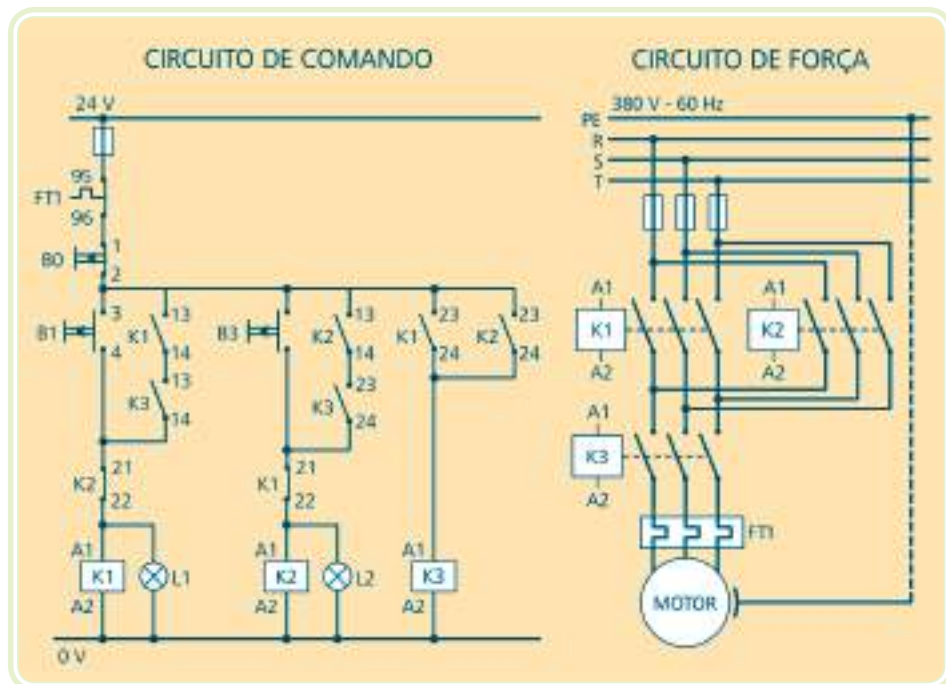 CIRCUITO DE COMANDO
24 V
95
FT1
96
1
B0
2
3
B1
4
K1
13
14
K3
13
14
K2
21
22
A1
K1
A2
L1
B3
K2
13
14
K3
23
24
K1
21
22
A1
K2
A2
L2
K1
23
24
K2
23
24
A1
K3
A2
0 V
CIRCUITO DE FORÇA
380 V - 60 Hz
PE
R
S
T
A1
K1
A2
A1
K2
A2
A1
K3
A2
FT1
MOTOR